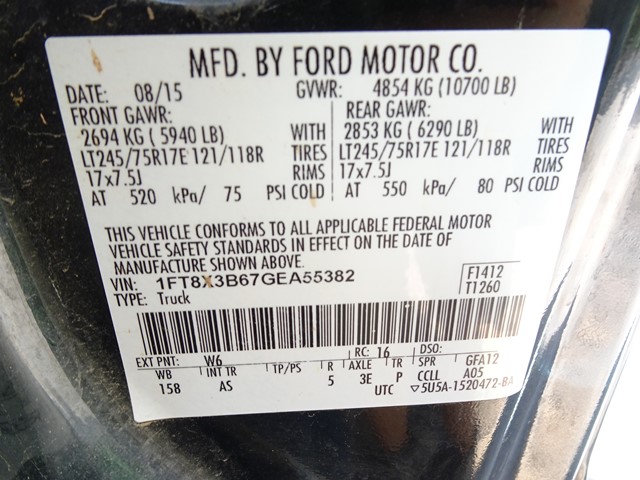 MFD. BY FORD MOTOR CO.
DATE: 08/15 GVWR: 4854 KG (10700 LB)
FRONT GAWR: REAR GAWR:
2694 KG ( 5940 LB) WITH 2853 KG ( 6290 LB) WITH
LT245/75R17E 121/118R TIRES LT245/75R17E 121/118R TIRES
17x7.5J RIMS 17x7.5J RIMS
AT 520 kPa/ 75 PSI COLD AT 550 kPa/ 80 PSI COLD
THIS VEHICLE CONFORMS TO ALL APPLICABLE FEDERAL MOTOR
VEHICLE SAFETY STANDARDS IN EFFECT ON THE DATE OF
MANUFACTURE SHOWN ABOVE.
VIN: 1FT8X3B67GEA55382 F1412
TYPE: Truck T1260
EXT PNT: W6 RC: 16 DSO:
WB INT TR TP/PS R AXLE TR SPR GFA12
158 AS 5 3E P CCLL A05
UTC ▽5U5A-1520472-BA